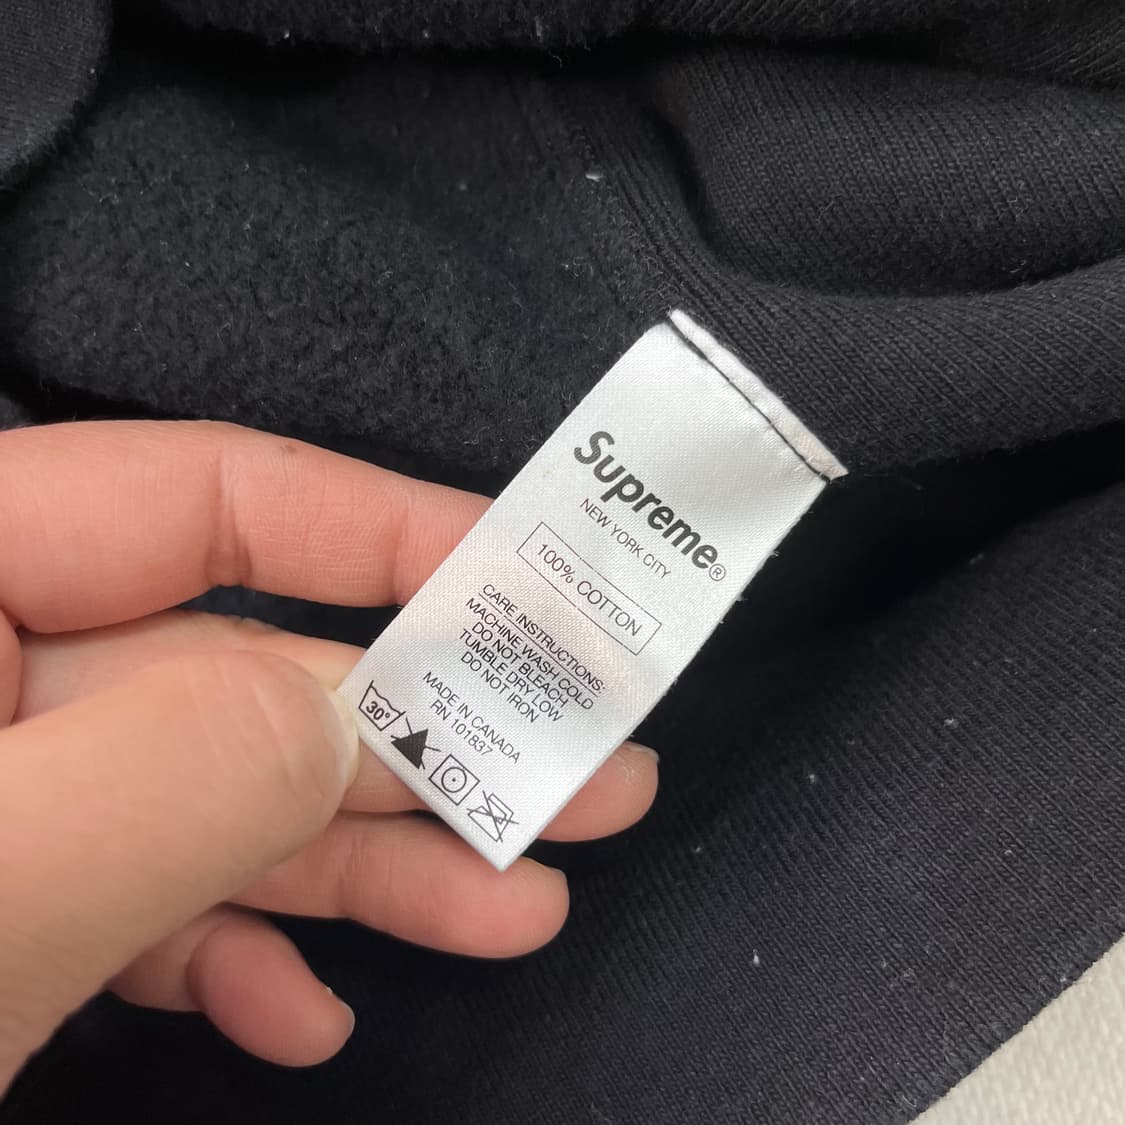 Supreme®
NEW YORK CITY
100% COTTON
CARE INSTRUCTIONS:
MACHINE WASH COLD
DO NOT BLEACH
TUMBLE DRY LOW
DO NOT IRON
MADE IN CANADA
RN 101837
30°